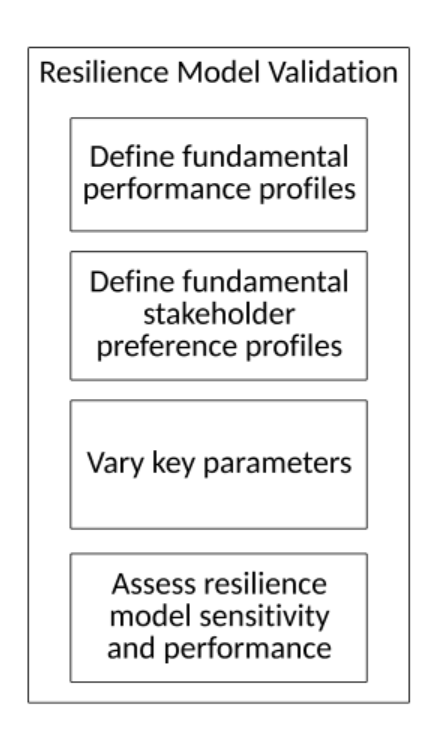 Resilience Model Validation
Define fundamental
performance profiles
Define fundamental
stakeholder
preference profiles
Vary key parameters
Assess resilience
model sensitivity
and performance